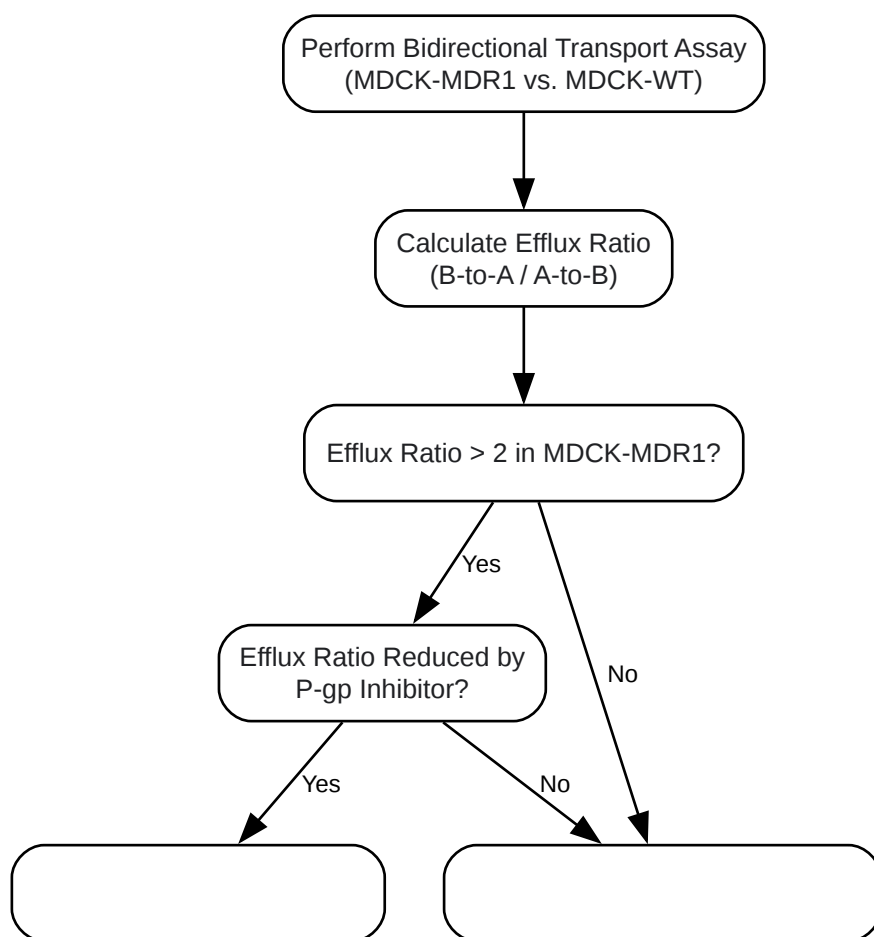 Perform Bidirectional Transport Assay
(MDCK-MDR1 vs. MDCK-WT)
Calculate Efflux Ratio
(B-to-A / A-to-B)
Efflux Ratio > 2 in MDCK-MDR1?
Yes
Efflux Ratio Reduced by
P-gp Inhibitor?
No
Yes
No